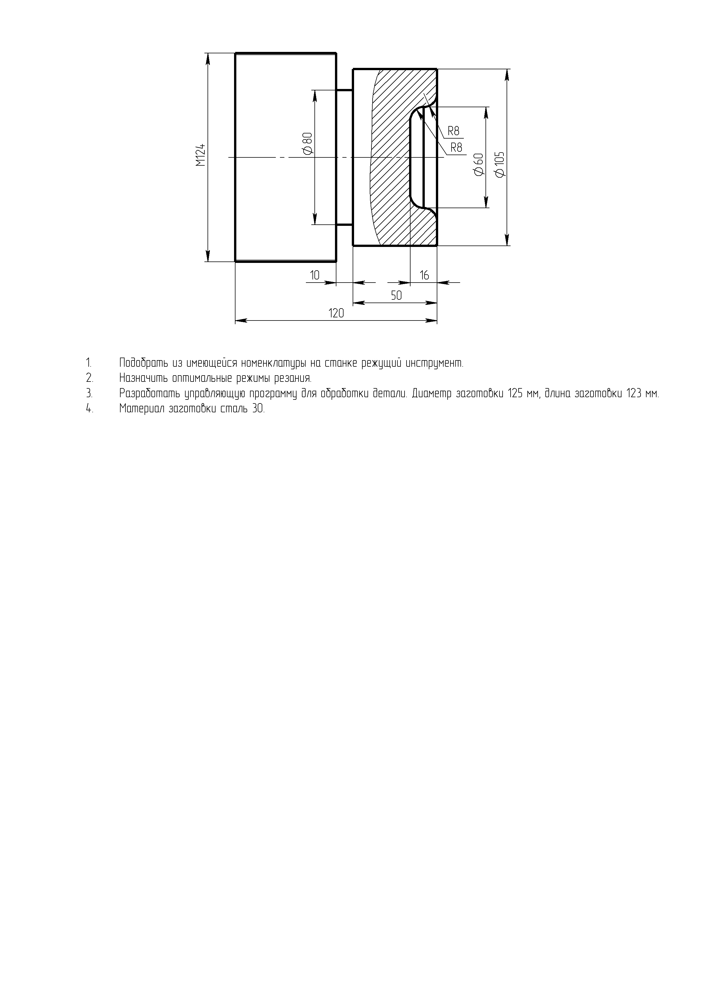 M124
⌀80
R8
R8
⌀60
⌀105
10
16
50
120
1. Подобрать из имеющейся номенклатуры на станке режущий инструмент.
2. Назначить оптимальные режимы резания.
3. Разработать управляющую программу для обработки детали. Диаметр заготовки 125 мм, длина заготовки 123 мм.
4. Материал заготовки сталь 30.